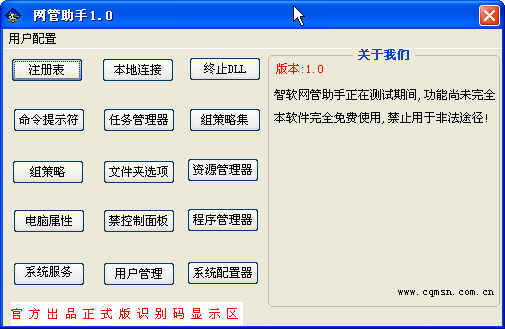 网管助手1.0
用户配置
注册表 本地连接 终止DLL
命令提示符 任务管理器 组策略集
组策略 文件夹选项 资源管理器
电脑属性 禁控制面板 程序管理器
系统服务 用户管理 系统配置器
官方出品正式版识别码显示区
关于我们
版本:1.0
智软网管助手正在测试期间,功能尚未完全
本软件完全免费使用,禁止用于非法途径!
www.cqmsn.com.cn